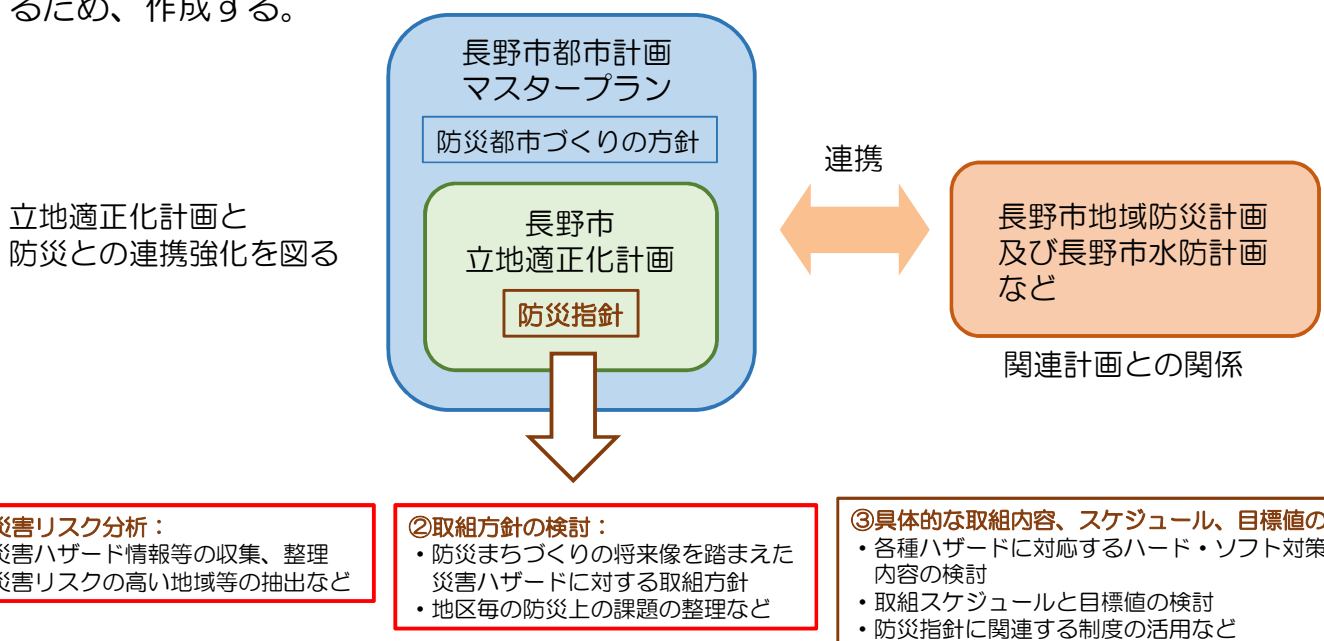 るため、作成する。
長野市都市計画
マスタープラン
防災都市づくりの方針
長野市
立地適正化計画
防災指針
立地適正化計画と
防災との連携強化を図る
連携
長野市地域防災計画
及び長野市水防計画
など
関連計画との関係
災害リスク分析：
災害ハザード情報等の収集、整理
災害リスクの高い地域等の抽出など
②取組方針の検討：
・防災まちづくりの将来像を踏まえた
災害ハザードに対する取組方針
・地区毎の防災上の課題の整理など
③具体的な取組内容、スケジュール、目標値の
・各種ハザードに対応するハード・ソフト対策
内容の検討
・取組スケジュールと目標値の検討
・防災指針に関連する制度の活用など